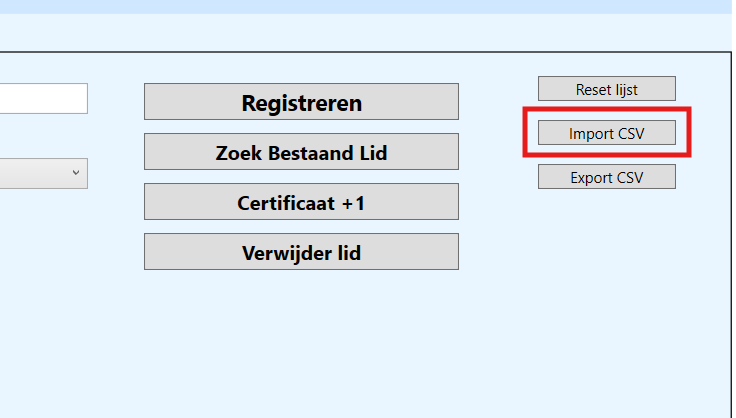 Registreren
Zoek Bestaand Lid
Certificaat +1
Verwijder lid
Reset lijst
Import CSV
Export CSV